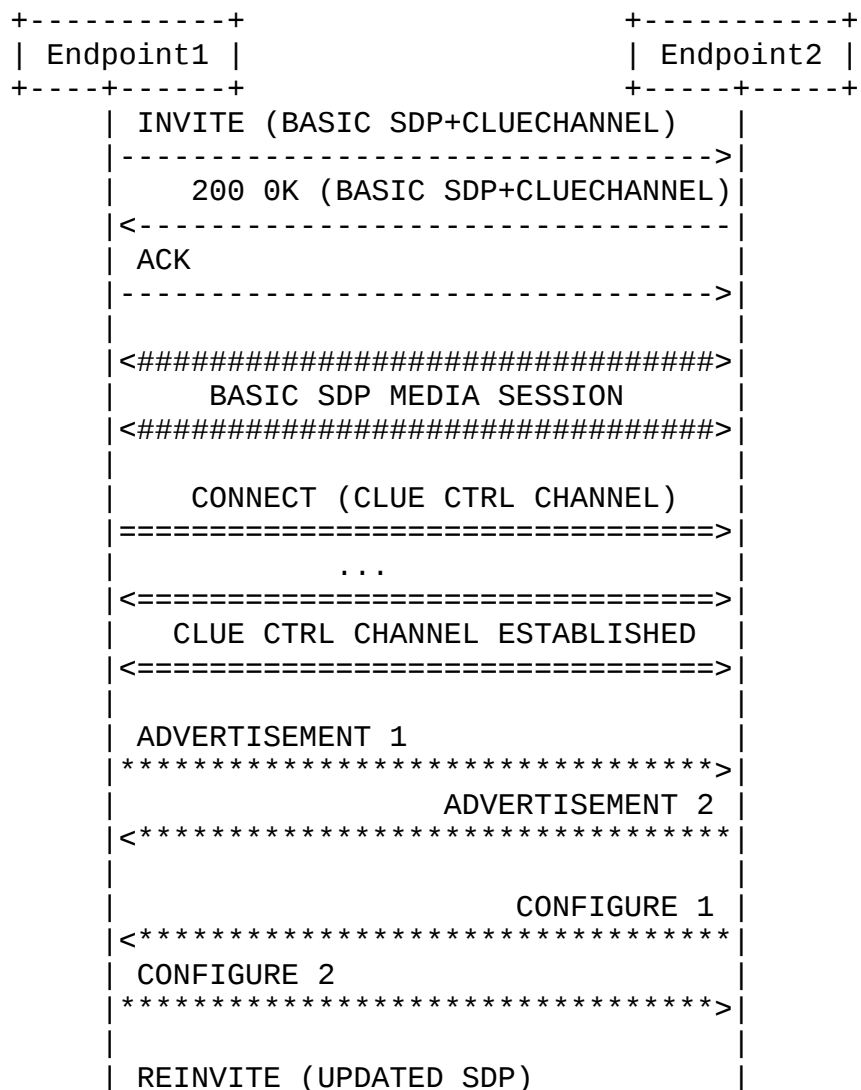 +-----------+                     +-----------+
| Endpoint1 |                     | Endpoint2 |
+----+------+                     +-----+-----+
     | INVITE (BASIC SDP+CLUECHANNEL)   |
     |--------------------------------->|
     |    200 0K (BASIC SDP+CLUECHANNEL)|
     |<---------------------------------|
     | ACK                              |
     |--------------------------------->|
     |                                  |
     |<################################>|
     |     BASIC SDP MEDIA SESSION      |
     |<################################>|
     |                                  |
     |    CONNECT (CLUE CTRL CHANNEL)   |
     |=================================>|
     |            ...                   |
     |<================================>|
     |   CLUE CTRL CHANNEL ESTABLISHED  |
     |<================================>|
     |                                  |
     | ADVERTISEMENT 1                  |
     |*********************************>|
     |                  ADVERTISEMENT 2 |
     |<*********************************|
     |                                  |
     |                      CONFIGURE 1 |
     |<*********************************|
     | CONFIGURE 2                      |
     |*********************************>|
     |                                  |
     | REINVITE (UPDATED SDP)           |